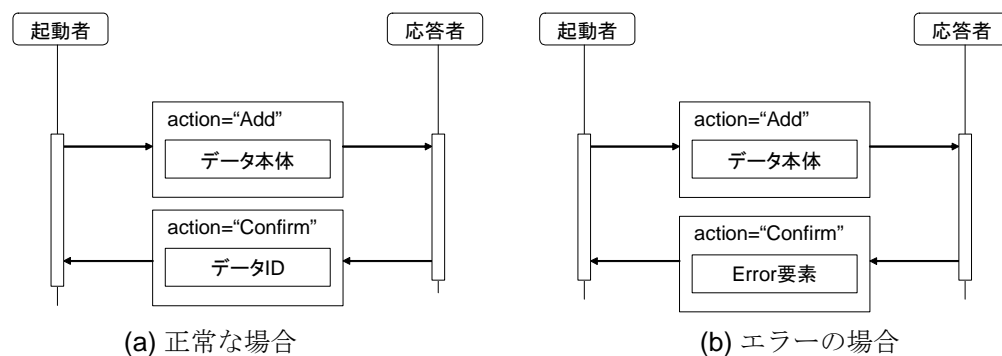 起動者
応答者
action=“Add”
データ本体
action=“Confirm”
データID
(a) 正常な場合
起動者
応答者
action=“Add”
データ本体
action=“Confirm”
Error要素
(b) エラーの場合